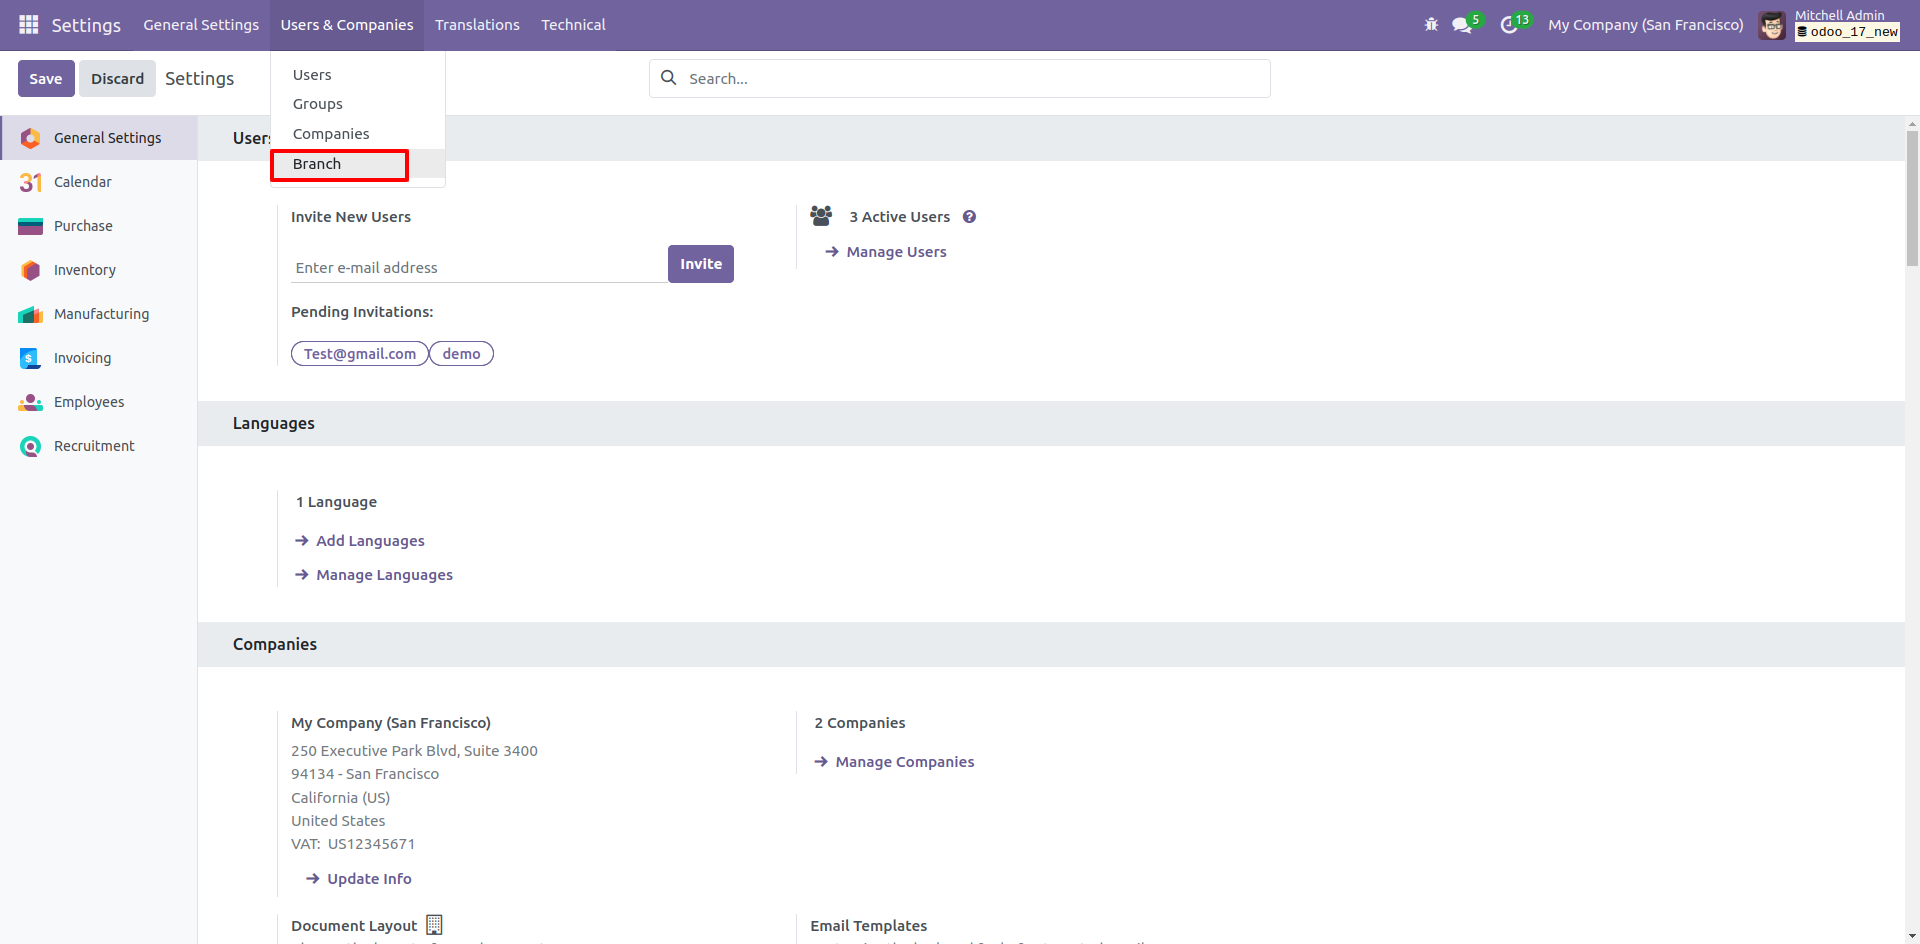 Settings General Settings Users & Companies Translations Technical 5 13 My Company (San Francisco) Mitchell Admin
odoo_17_new
Save Discard Settings Search...
Users
Groups
Companies
Branch
General Settings
Calendar
Purchase
Inventory
Manufacturing
Invoicing
Employees
Recruitment
Users
Invite New Users
Enter e-mail address Invite
Pending Invitations:
Test@gmail.com demo
3 Active Users ?
Manage Users
Languages
1 Language
Add Languages
Manage Languages
Companies
My Company (San Francisco)
250 Executive Park Blvd, Suite 3400
94134 - San Francisco
California (US)
United States
VAT: US12345671
Update Info
2 Companies
Manage Companies
Document Layout
Email Templates